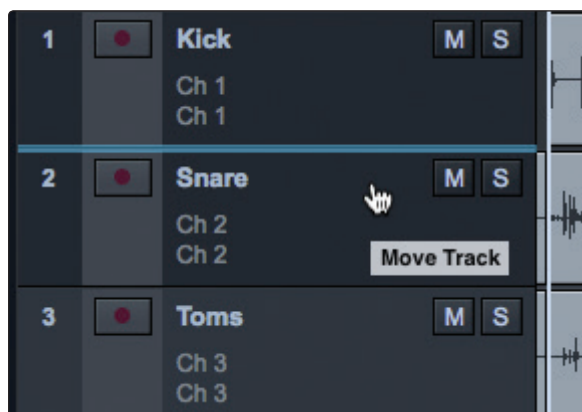 1 Kick M S
Ch 1
Ch 1
2 Snare M S
Ch 2
Ch 2
Move Track
3 Toms M S
Ch 3
Ch 3